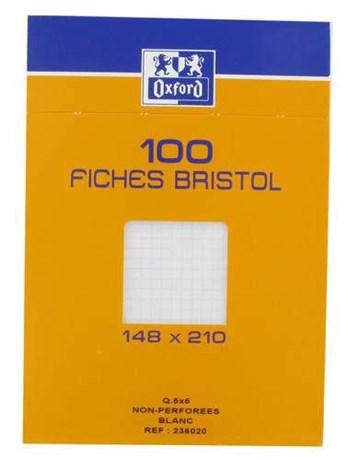 Oxford
100
FICHES BRISTOL
148 x 210
Q.5x5
NON-PERFOREES
BLANC
REF : 236020